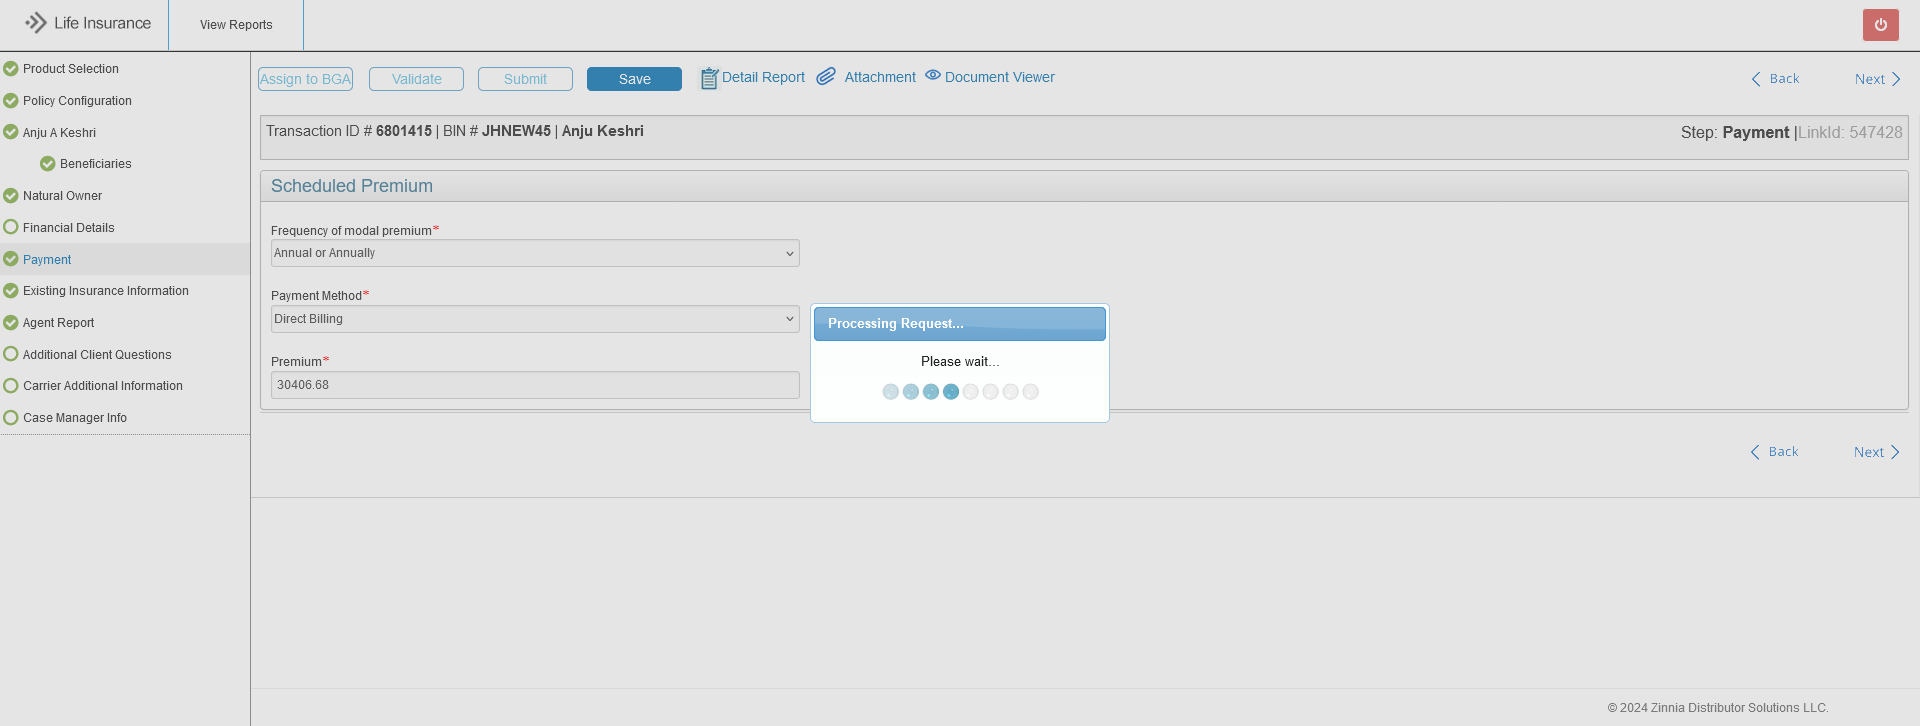 Life Insurance
View Reports
Product Selection
Policy Configuration
Anju A Keshri
Beneficiaries
Natural Owner
Financial Details
Payment
Existing Insurance Information
Agent Report
Additional Client Questions
Carrier Additional Information
Case Manager Info
Assign to BGA Validate Submit Save Detail Report Attachment Document Viewer Back Next
Transaction ID # 6801415 | BIN # JHNEW45 | Anju Keshri
Step: Payment |LinkId: 547428
Scheduled Premium
Frequency of modal premium*
Annual or Annually
Payment Method*
Direct Billing
Premium*
30406.68
Processing Request...
Please wait...
Back Next
© 2024 Zinnia Distributor Solutions LLC.